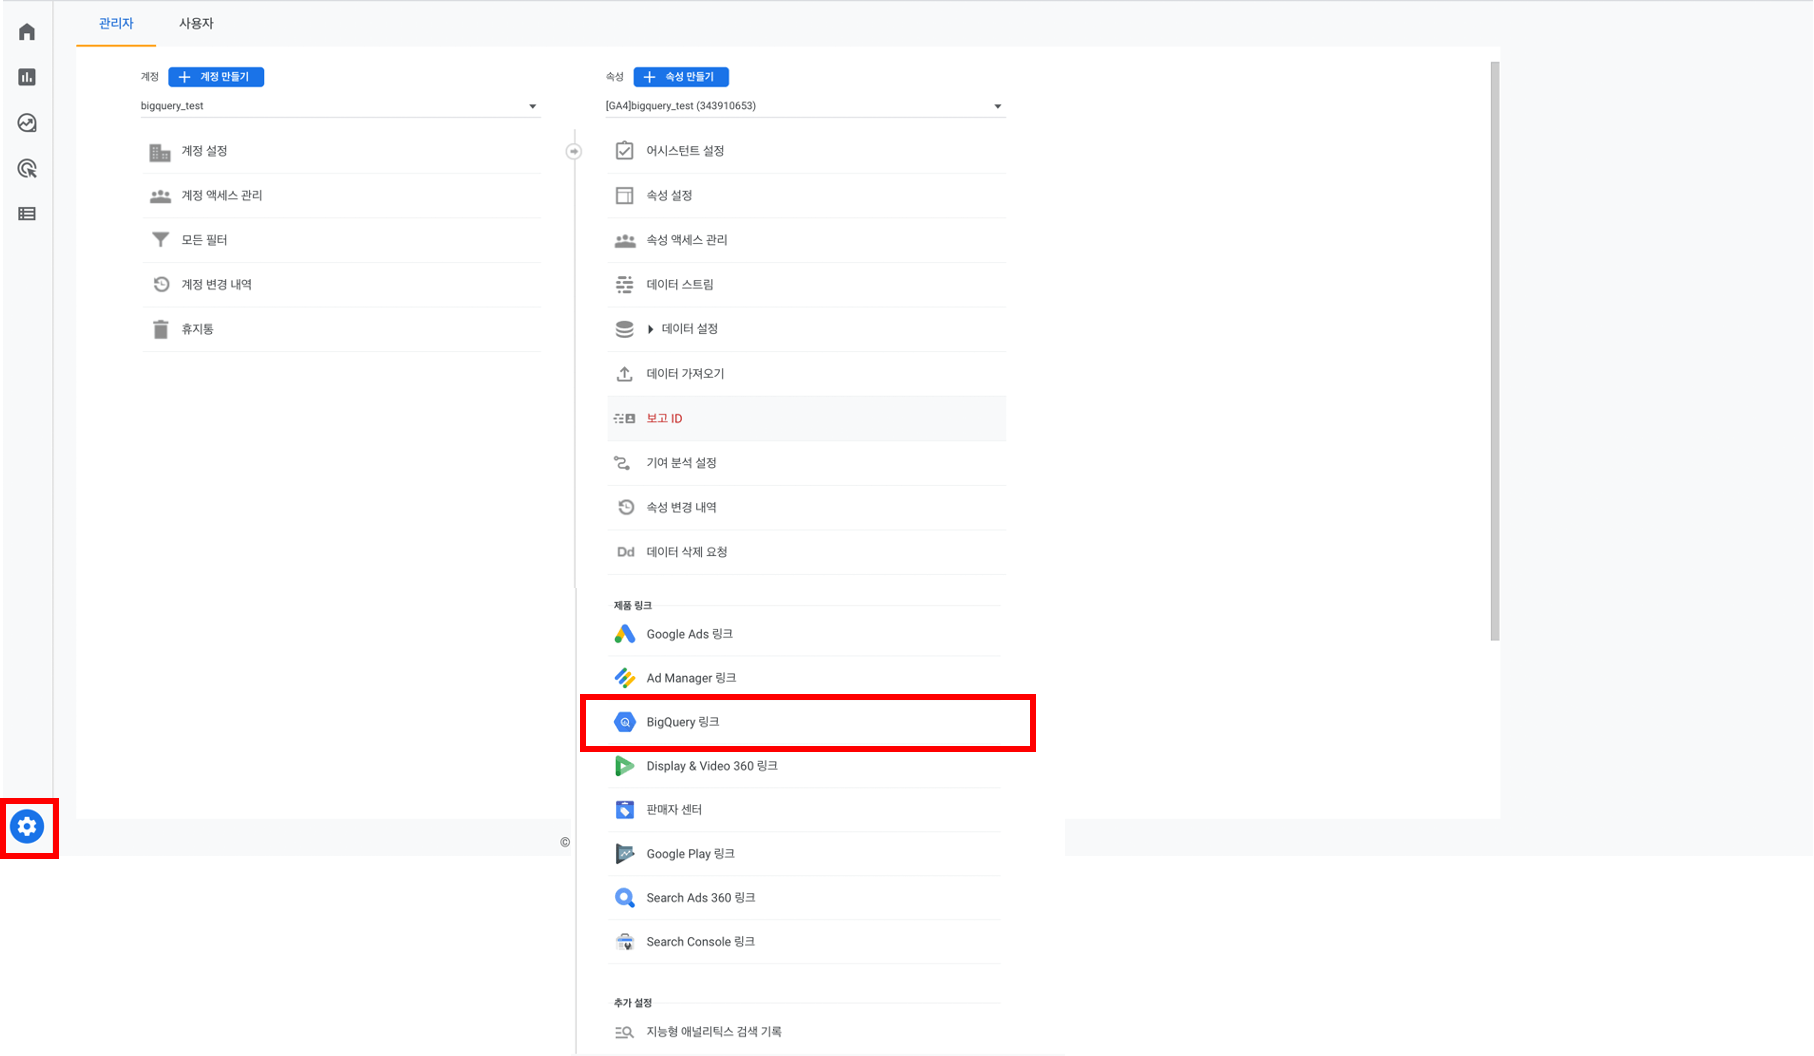 관리자
사용자
계정
계정 만들기
bigquery_test
계정 설정
계정 액세스 관리
모든 필터
계정 변경 내역
휴지통
속성
속성 만들기
[GA4]bigquery_test (343910653)
어시스턴트 설정
속성 설정
속성 액세스 관리
데이터 스트림
데이터 설정
데이터 가져오기
보고 ID
기여 분석 설정
속성 변경 내역
Dd 데이터 삭제 요청
제품 링크
Google Ads 링크
Ad Manager 링크
BigQuery 링크
Display & Video 360 링크
판매자 센터
Google Play 링크
Search Ads 360 링크
Search Console 링크
추가 설정
지능형 애널리틱스 검색 기록
©